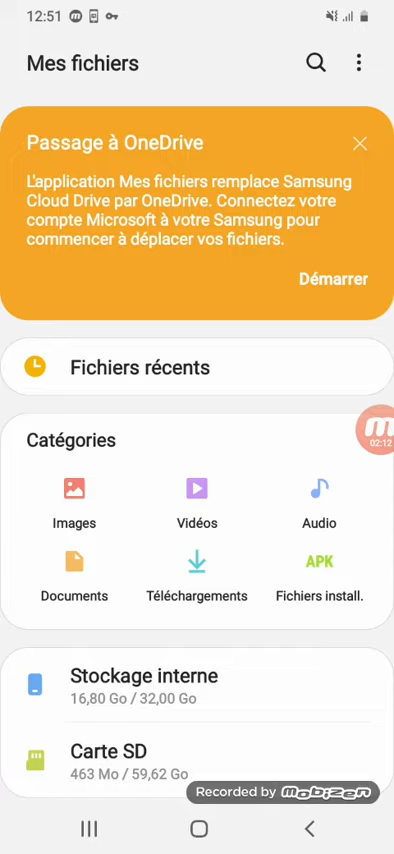 12:51
Mes fichiers
Passage à OneDrive
L'application Mes fichiers remplace Samsung
Cloud Drive par OneDrive. Connectez votre
compte Microsoft à votre Samsung pour
commencer à déplacer vos fichiers.
Démarrer
Fichiers récents
Catégories
02:12
Images
Vidéos
Audio
APK
Documents
Téléchargements
Fichiers install.
Stockage interne
16,80 Go / 32,00 Go
Carte SD
463 Mo / 59,62 Go
Recorded by mobizen